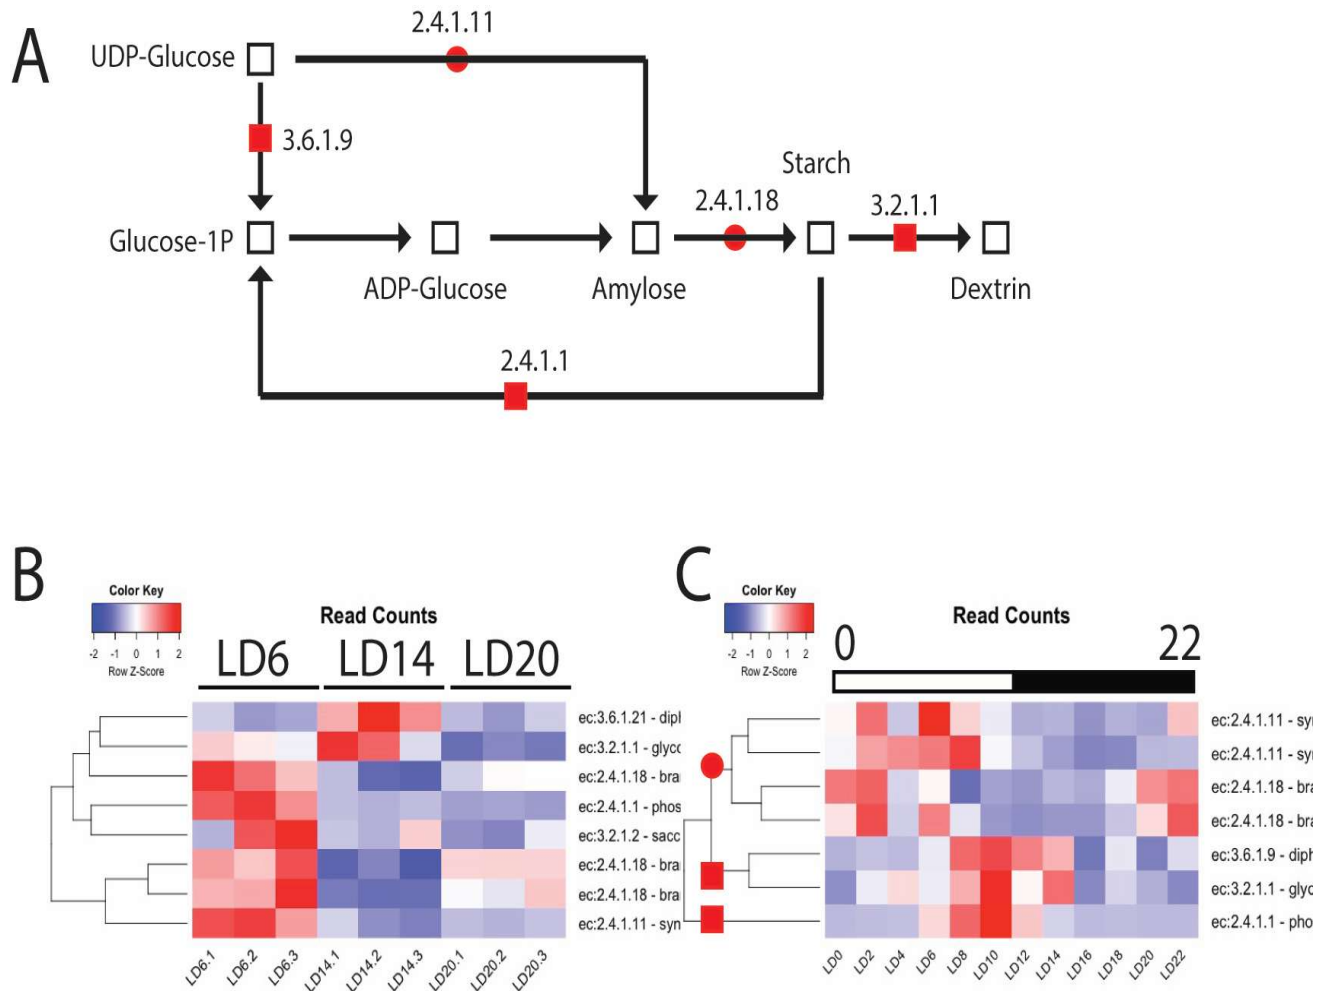 A
2.4.1.11
UDP-Glucose
3.6.1.9
Starch
2.4.1.18
3.2.1.1
Glucose-1P
ADP-Glucose
Amylose
Dextrin
2.4.1.1
B
Color Key
-2 -1 0 1 2
Row Z-Score
Read Counts
LD6 LD14 LD20
ec:3.6.1.21 - dipl
ec:3.2.1.1 - glyco
ec:2.4.1.18 - bra
ec:2.4.1.1 - phos
ec:3.2.1.2 - sacc
ec:2.4.1.18 - bra
ec:2.4.1.18 - bra
ec:2.4.1.11 - syn
LD6.1 LD6.2 LD6.3 LD14.1 LD14.2 LD14.3 LD20.1 LD20.2 LD20.3
C
Color Key
-2 -1 0 1 2
Row Z-Score
Read Counts
0 22
ec:2.4.1.11 - sy
ec:2.4.1.11 - sy
ec:2.4.1.18 - bra
ec:2.4.1.18 - bra
ec:3.6.1.9 - diph
ec:3.2.1.1 - glyc
ec:2.4.1.1 - pho
LD0 LD2 LD4 LD6 LD8 LD10 LD12 LD14 LD16 LD18 LD20 LD22